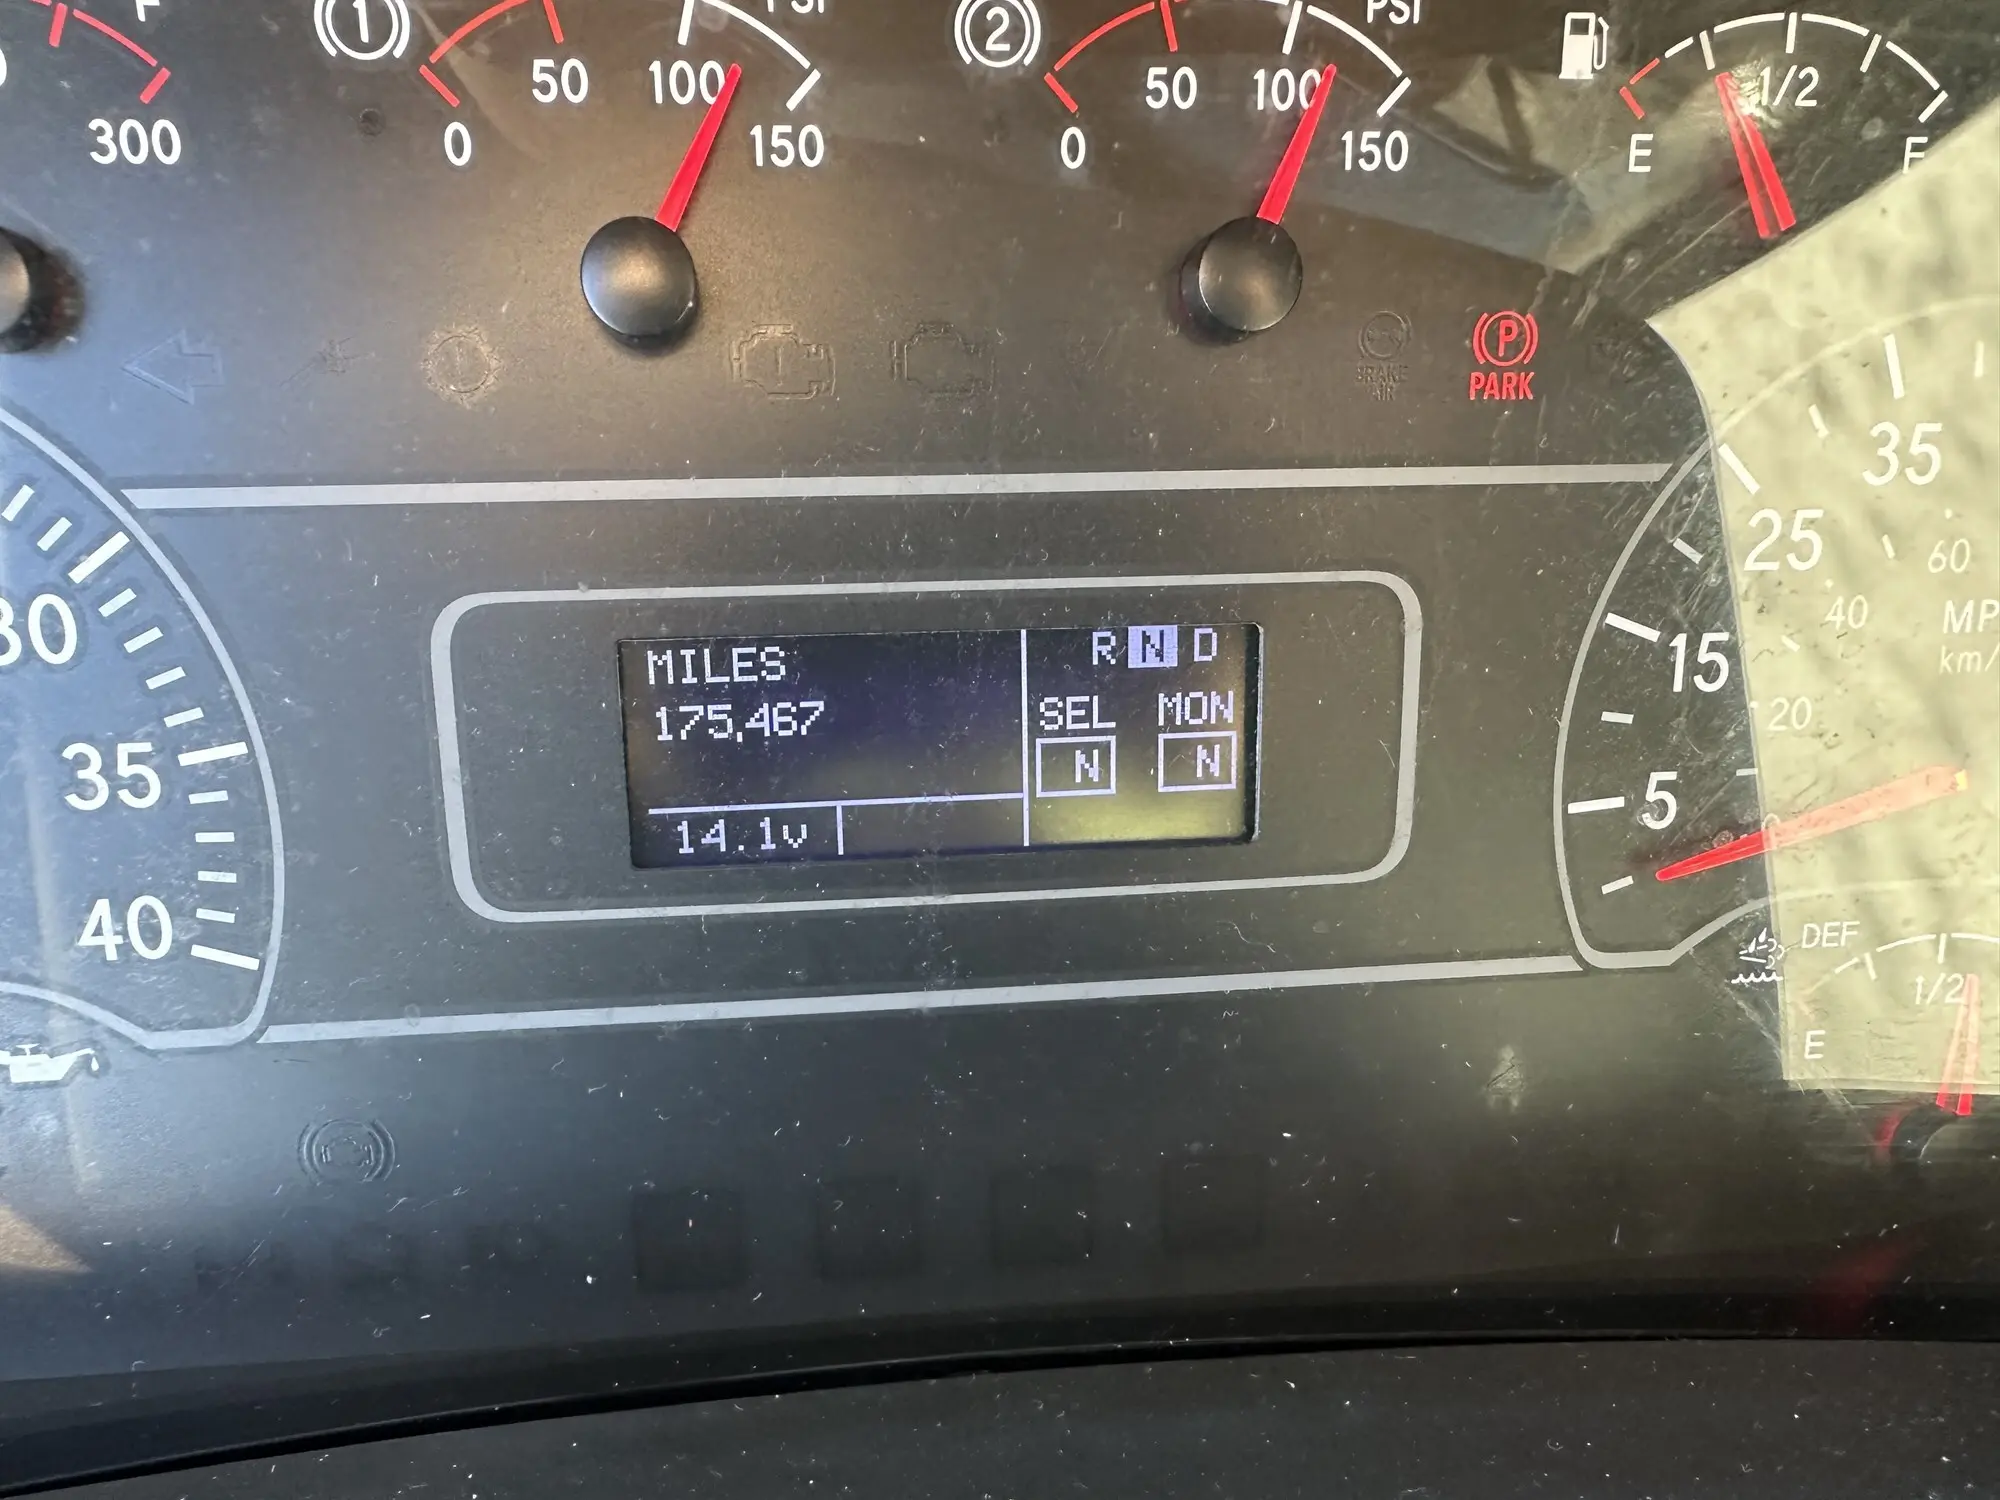 F
300
1
PSI
0
50
100
150
2
PSI
0
50
100
150
E
1/2
F
P
PARK
BRAKE
AIR
30
35
40
MILES
175,467
14.1v
R N D
SEL MON
N N
5
15
25
35
20
40
60
MP
km/
DEF
E
1/2